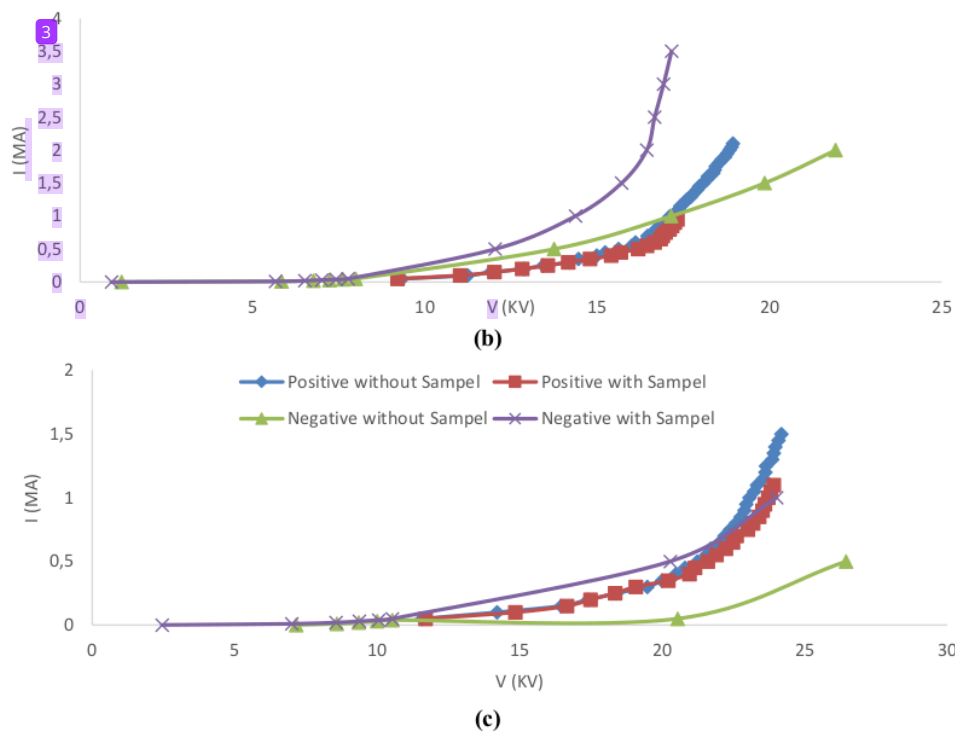 4
3
3,5
3
2,5
2
1,5
1
0,5
0
I (MA)
0 5 10 15 20 25
V (KV)
(b)
2
1,5
1
0,5
0
I (MA)
Positive without Sampel Positive with Sampel
Negative without Sampel Negative with Sampel
0 5 10 15 20 25 30
V (KV)
(c)